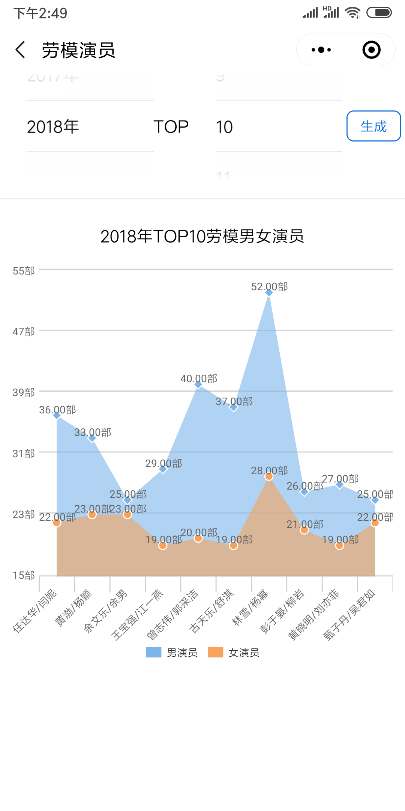 下午2:49
劳模演员
2017年
9
2018年
TOP
10
生成
11
2018年TOP10劳模男女演员
55部
47部
39部
31部
23部
15部
36.00部
33.00部
25.00部
29.00部
40.00部
37.00部
52.00部
26.00部
27.00部
25.00部
22.00部
23.00部
23.00部
19.00部
20.00部
19.00部
28.00部
21.00部
19.00部
22.00部
任达华/闫妮
黄渤/杨颖
余文乐/余男
王宝强/江一燕
曾志伟/郭采洁
古天乐/舒淇
林雪/杨幂
彭于晏/柳岩
黄晓明/刘亦菲
甄子丹/吴君如
男演员
女演员